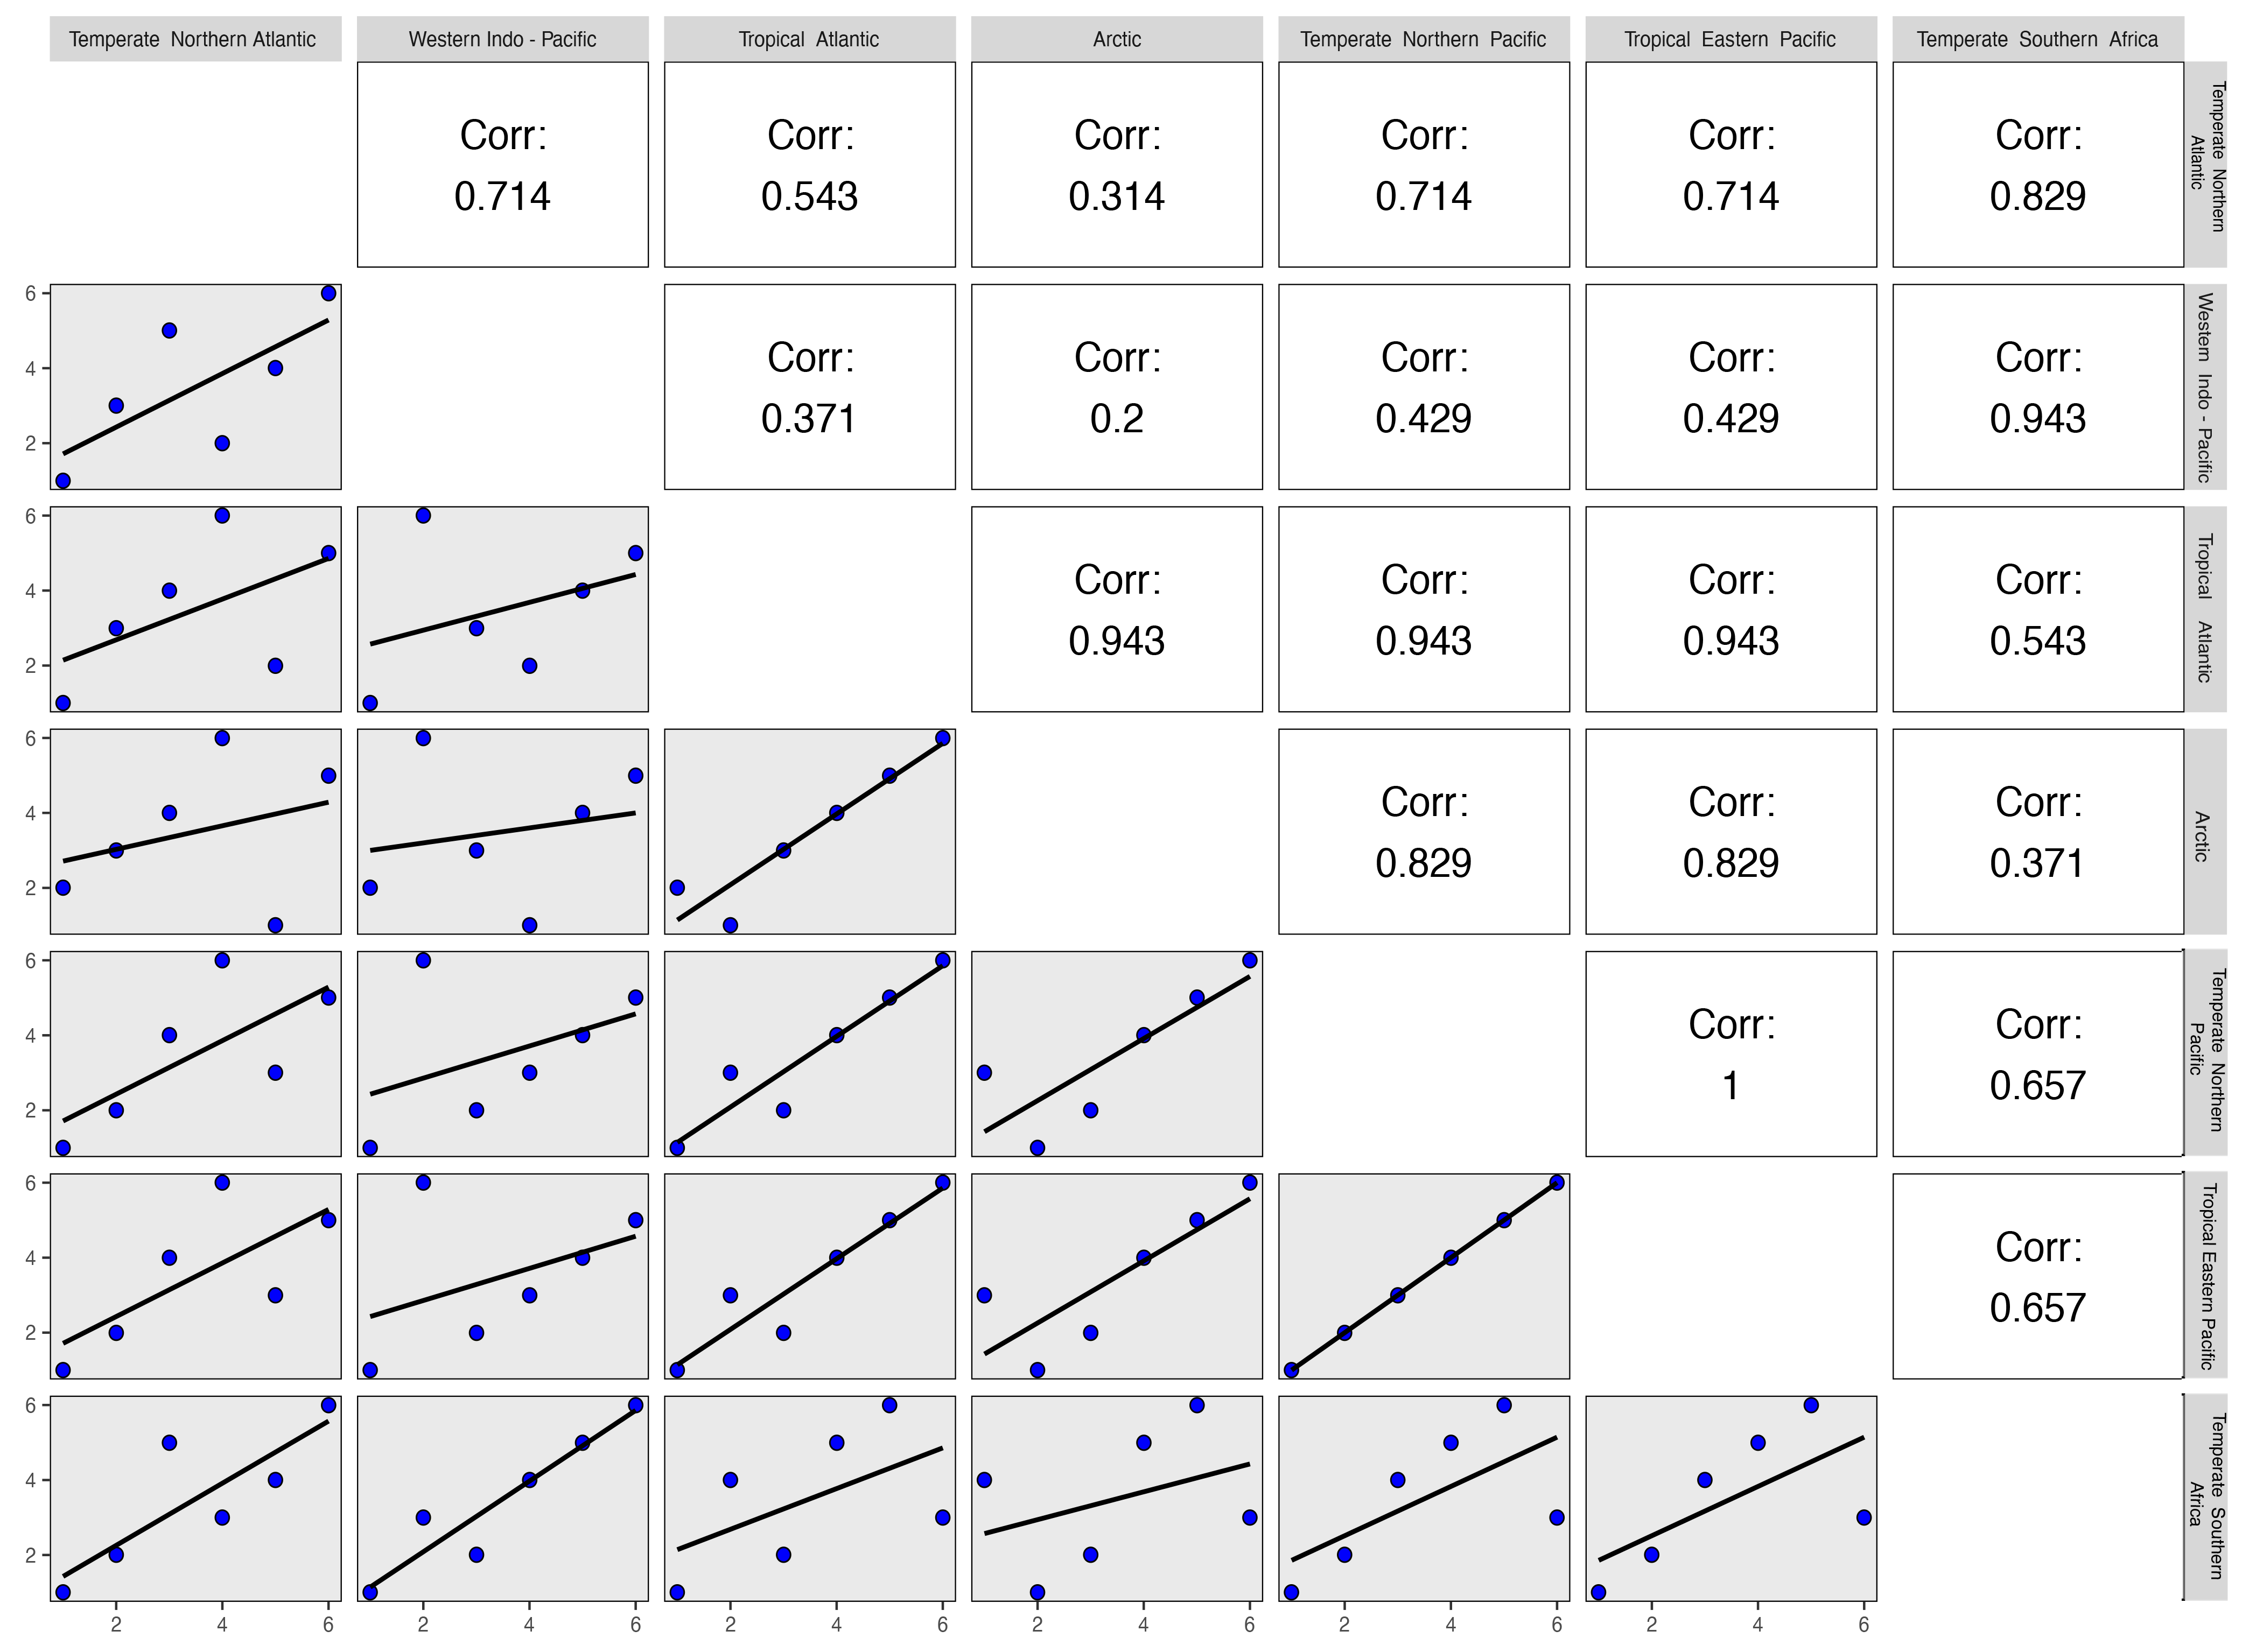 Temperate Northern Atlantic
Western Indo - Pacific
Tropical Atlantic
Arctic
Temperate Northern Pacific
Tropical Eastern Pacific
Temperate Southern Africa
Corr:
0.714
Corr:
0.543
Corr:
0.314
Corr:
0.714
Corr:
0.714
Corr:
0.829
Temperate Northern
Atlantic
6
4
2
Corr:
0.371
Corr:
0.2
Corr:
0.429
Corr:
0.429
Corr:
0.943
Western Indo - Pacific
6
4
2
Corr:
0.943
Corr:
0.943
Corr:
0.943
Corr:
0.543
Tropical Atlantic
6
4
2
Corr:
0.829
Corr:
0.829
Corr:
0.371
Arctic
6
4
2
Corr:
1
Corr:
0.657
Temperate Northern
Pacific
6
4
2
Corr:
0.657
Tropical Eastern Pacific
6
4
2
Temperate Southern
Africa
2 4 6 2 4 6 2 4 6 2 4 6 2 4 6 2 4 6